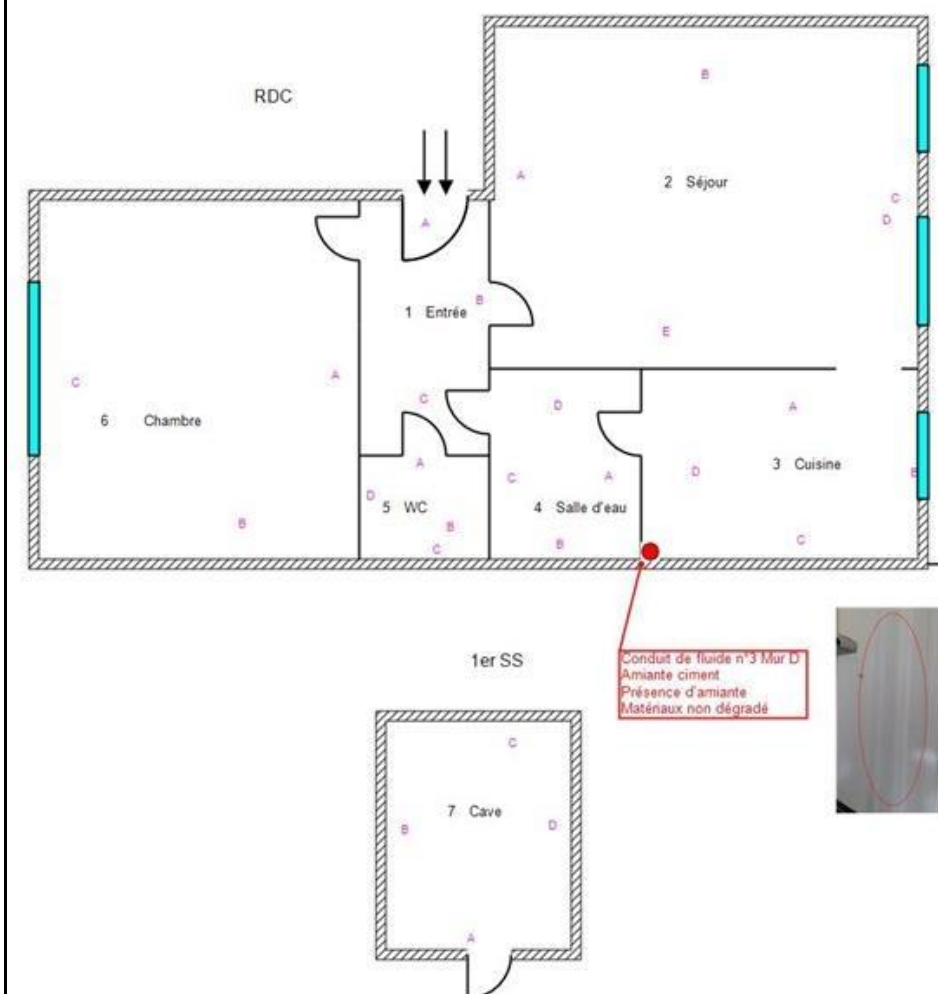 RDC
B
A
2 Séjour
C
D
A
B
1 Entrée
E
C
A
C
6 Chambre
B
A
D
5 WC
B
C
D
C
A
4 Salle d'eau
B
A
D
3 Cuisine
B
C
Conduit de fluide n°3 Mur D
Amiante ciment
Présence d'amiante
Matériaux non dégradé
1er SS
C
7 Cave
B
D
A